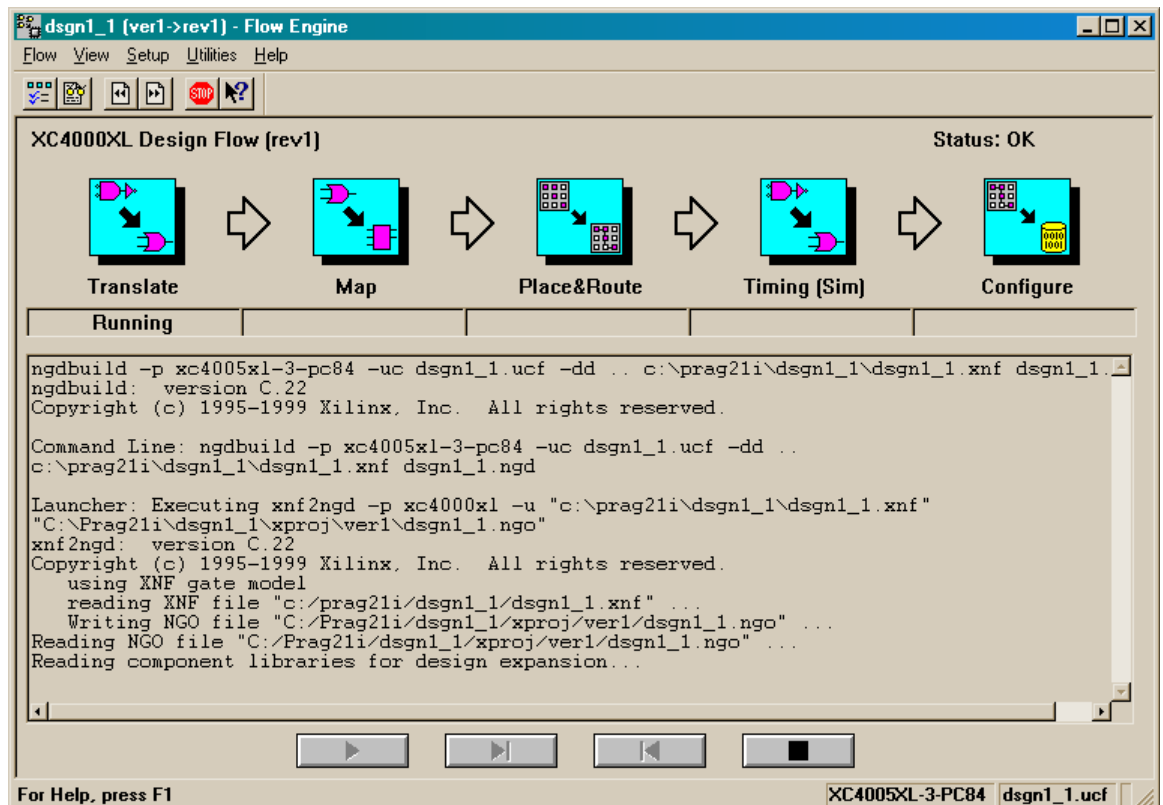 dsgn1_1 (ver1->rev1) - Flow Engine
Flow View Setup Utilities Help
STOP
XC4000XL Design Flow (rev1) Status: OK
0010
1001
Translate Map Place&Route Timing (Sim) Configure
Running
ngdbuild -p xc4005xl-3-pc84 -uc dsgn1_1.ucf -dd .. c:\prag21i\dsgn1_1\dsgn1_1.xnf dsgn1_1.
ngdbuild:  version C.22
Copyright (c) 1995-1999 Xilinx, Inc.  All rights reserved.
Command Line: ngdbuild -p xc4005xl-3-pc84 -uc dsgn1_1.ucf -dd ..
c:\prag21i\dsgn1_1\dsgn1_1.xnf dsgn1_1.ngd
Launcher: Executing xnf2ngd -p xc4000xl -u "c:\prag21i\dsgn1_1\dsgn1_1.xnf"
"C:\Prag21i\dsgn1_1\xproj\ver1\dsgn1_1.ngo"
xnf2ngd:  version C.22
Copyright (c) 1995-1999 Xilinx, Inc.  All rights reserved.
using XNF gate model
reading XNF file "c:/prag21i/dsgn1_1/dsgn1_1.xnf" ...
Writing NGO file "C:/Prag21i/dsgn1_1/xproj/ver1/dsgn1_1.ngo" ...
Reading NGO file "C:/Prag21i/dsgn1_1/xproj/ver1/dsgn1_1.ngo" ...
Reading component libraries for design expansion...
For Help, press F1 XC4005XL-3-PC84 dsgn1_1.ucf